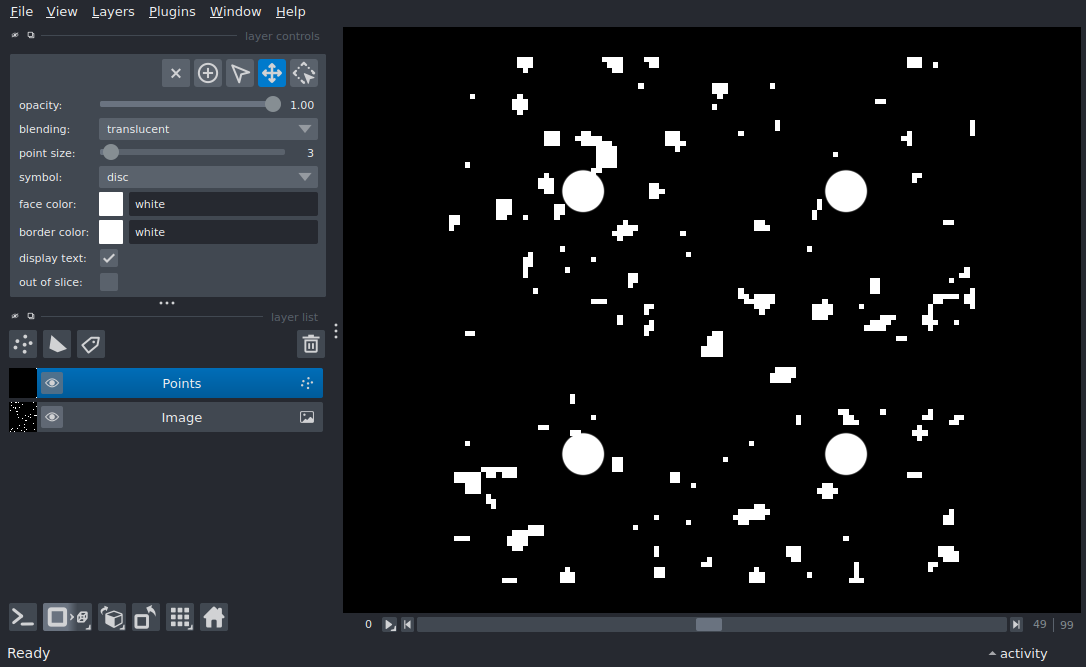 File View Layers Plugins Window Help
layer controls
opacity: 1.00
blending: translucent
point size: 3
symbol: disc
face color: white
border color: white
display text:
out of slice:
layer list
Points
Image
0 49 99
Ready activity